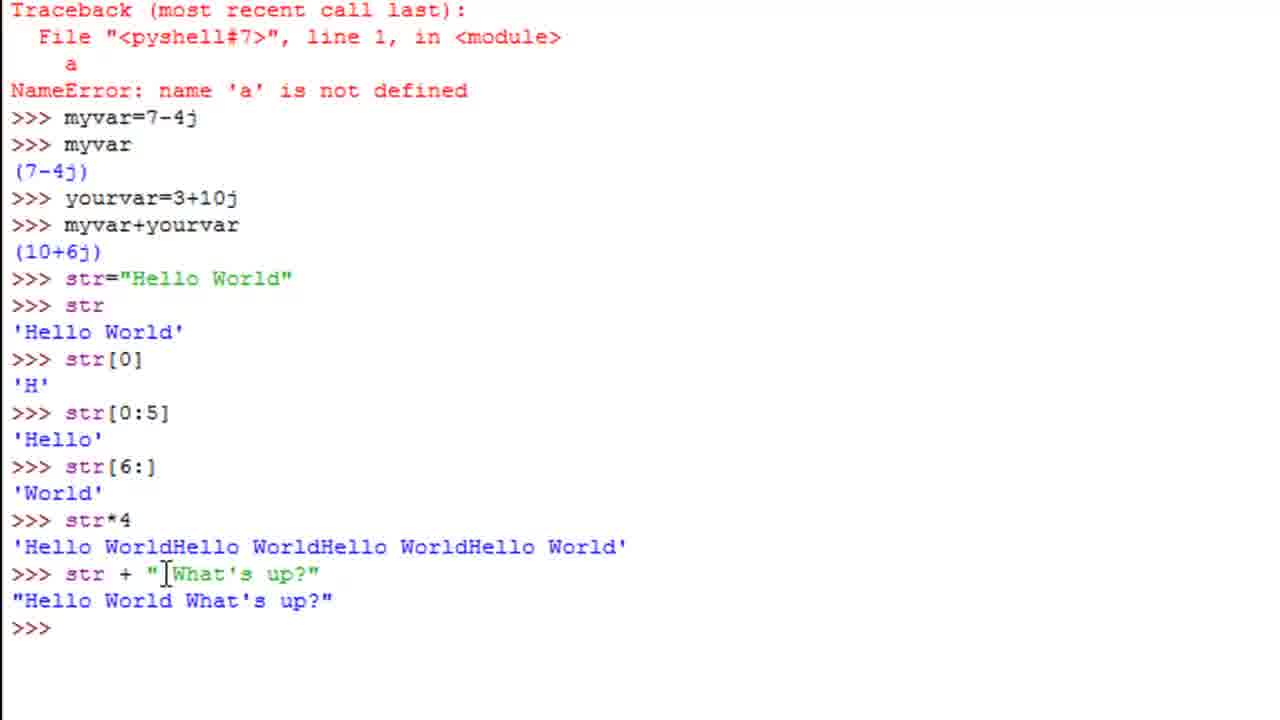 Traceback (most recent call last):
  File "<pyshell#7>", line 1, in <module>
    a
NameError: name 'a' is not defined
>>> myvar=7-4j
>>> myvar
(7-4j)
>>> yourvar=3+10j
>>> myvar+yourvar
(10+6j)
>>> str="Hello World"
>>> str
'Hello World'
>>> str[0]
'H'
>>> str[0:5]
'Hello'
>>> str[6:]
'World'
>>> str*4
'Hello WorldHello WorldHello WorldHello World'
>>> str + " What's up?"
"Hello World What's up?"
>>>